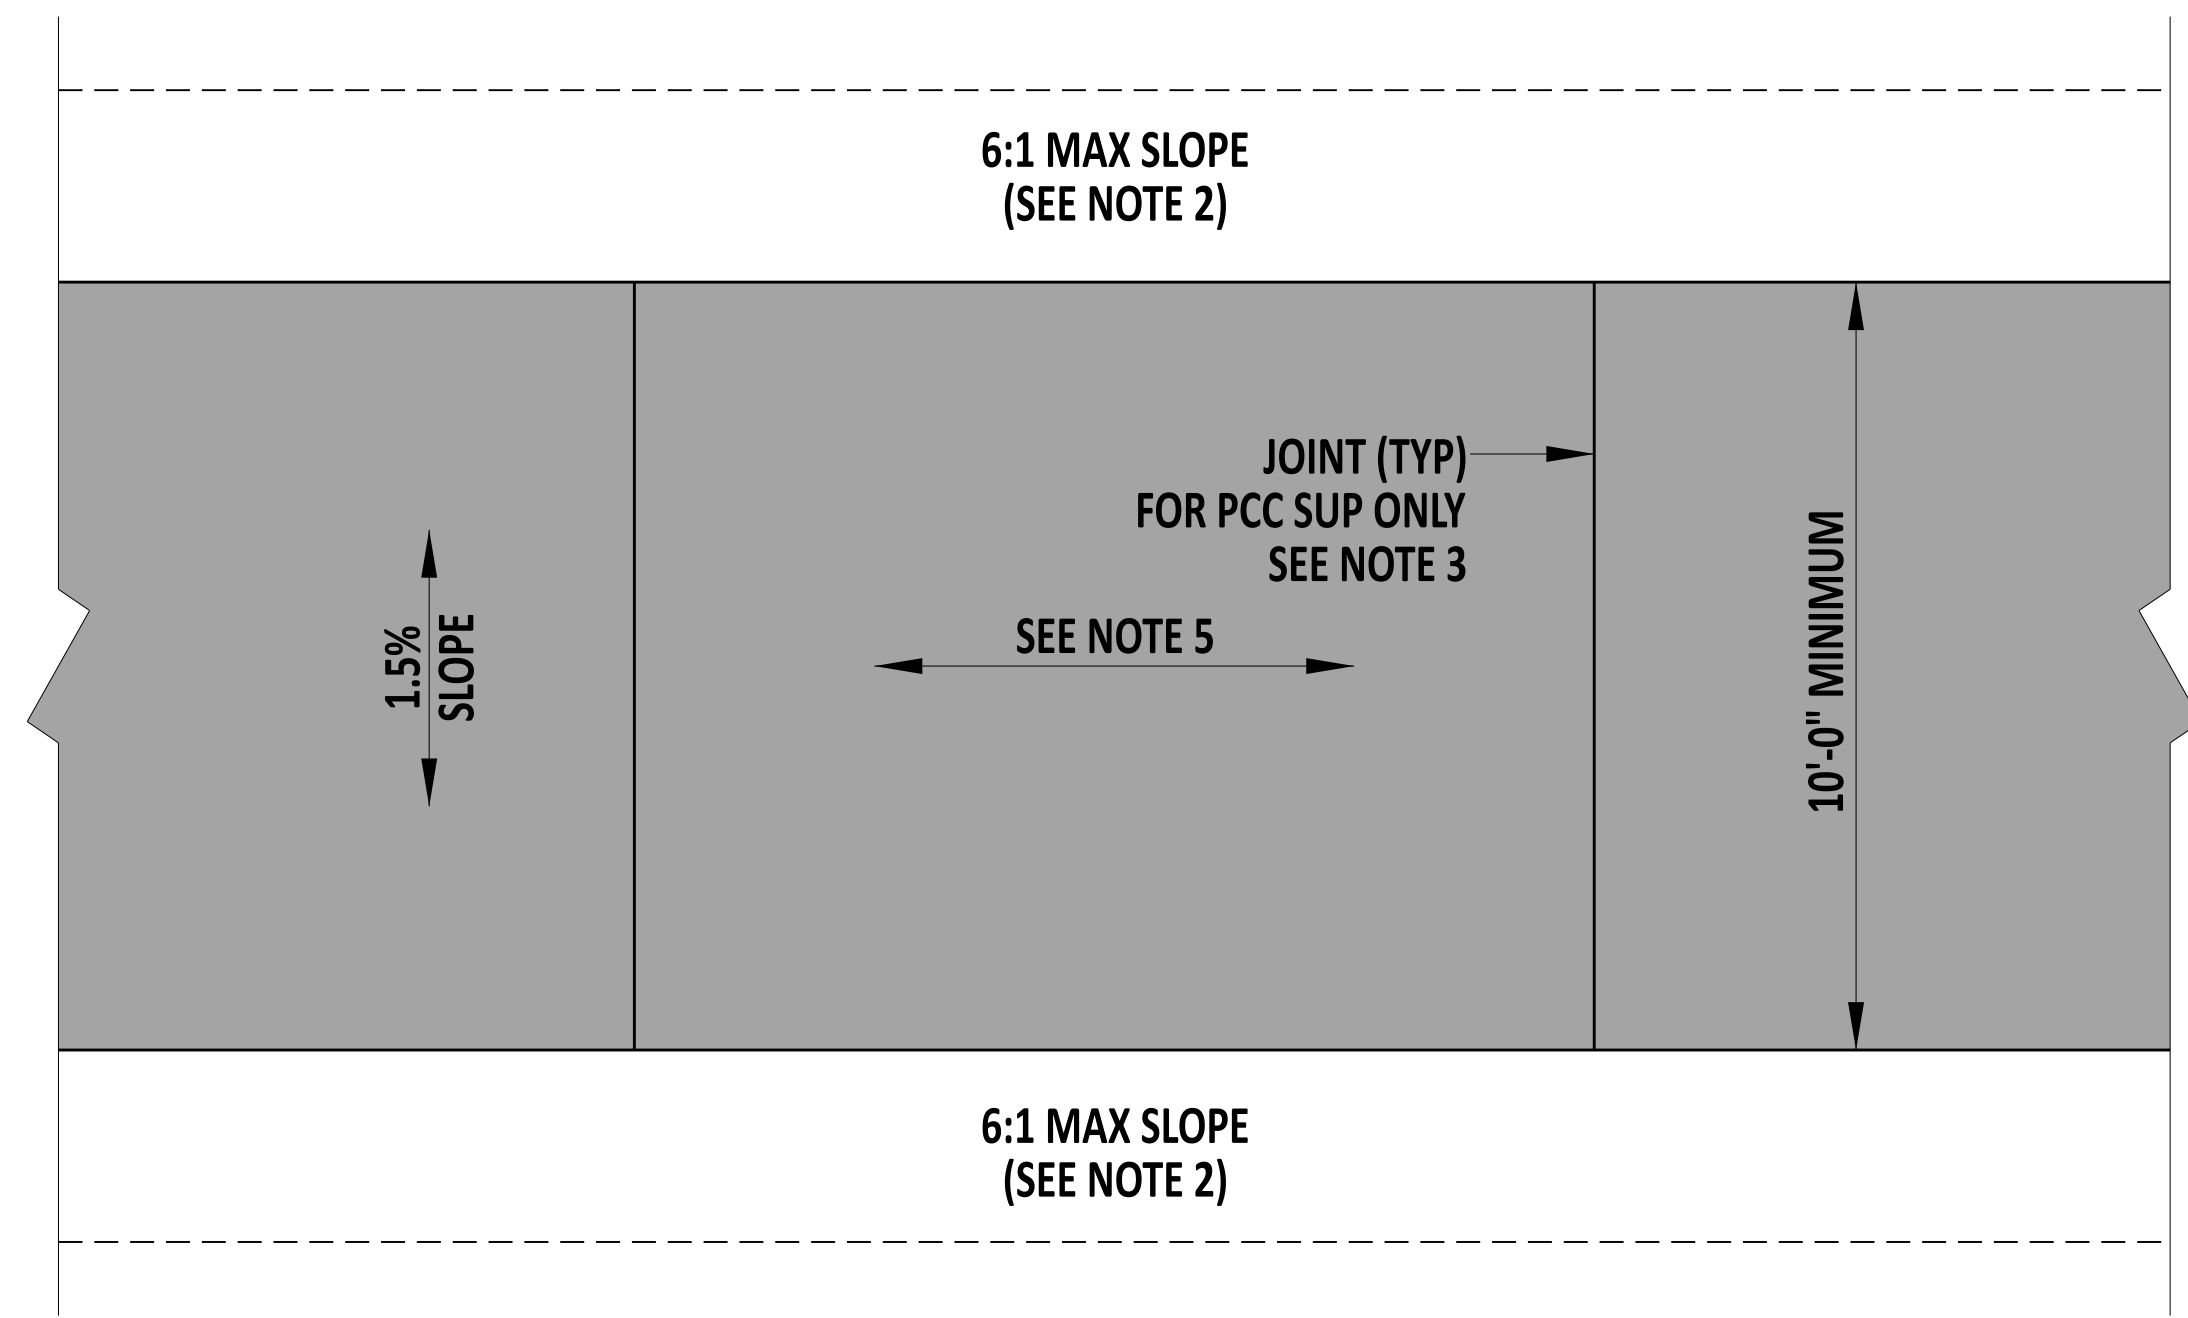 6:1 MAX SLOPE
(SEE NOTE 2)
JOINT (TYP)
FOR PCC SUP ONLY
SEE NOTE 3
SEE NOTE 5
1.5%
SLOPE
10'-0" MINIMUM
6:1 MAX SLOPE
(SEE NOTE 2)